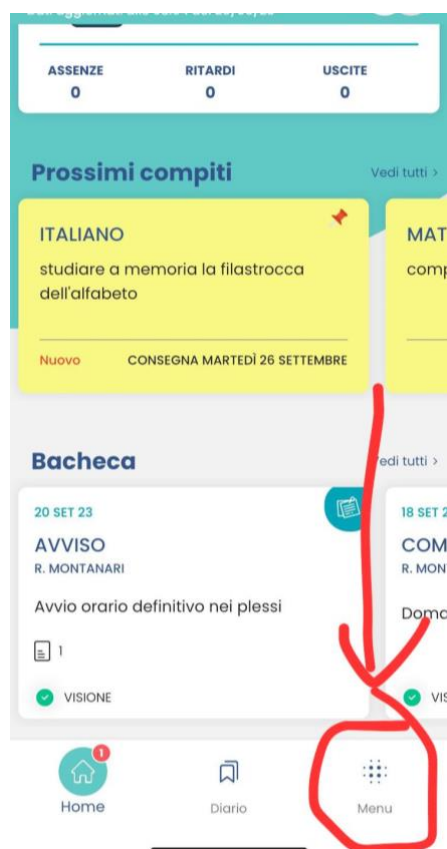 ASSENZE RITARDI USCITE
0 0 0
Prossimi compiti Vedi tutti >
ITALIANO
studiare a memoria la filastrocca
dell'alfabeto
Nuovo CONSEGNA MARTEDÌ 26 SETTEMBRE
MAT
comp
Bacheca edi tutti >
20 SET 23
AVVISO
R. MONTANARI
Avvio orario definitivo nei plessi
1
VISIONE
18 SET 2
COM
R. MON
Doma
VIS
1
Home Diario Menu